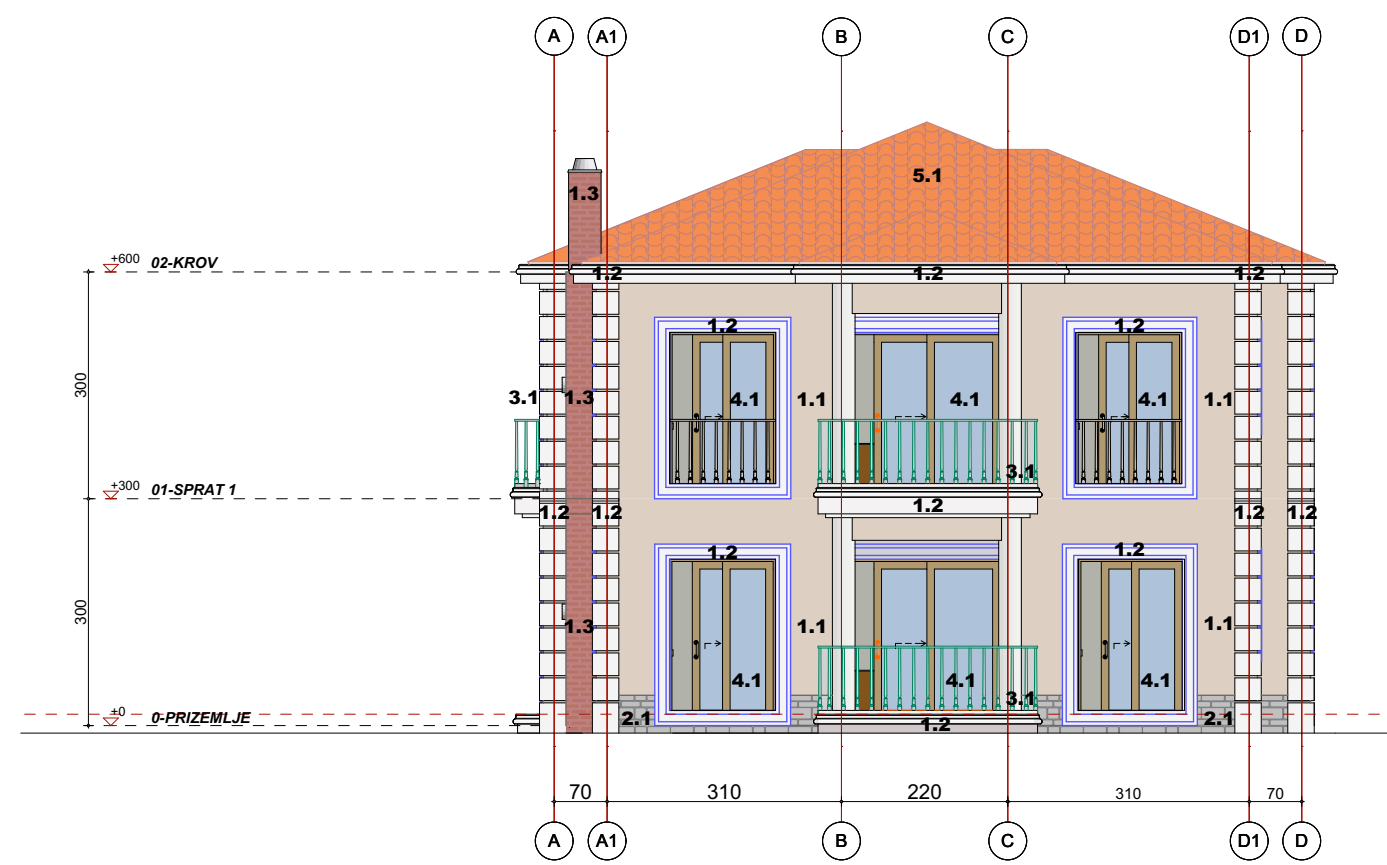 A A1 B C D1 D
5.1
1.3
+600 02-KROV
1.2 1.2 1.2
1.2 1.2
300
3.1 1.3 4.1 1.1 4.1 4.1 1.1
3.1
+300 01-SPRAT 1
1.2 1.2 1.2 1.2 1.2
1.2 1.2
300
1.3 1.1 1.1
4.1 4.1 4.1
3.1
+0 0-PRIZEMLJE 2.1 1.2 2.1
70 310 220 310 70
A A1 B C D1 D